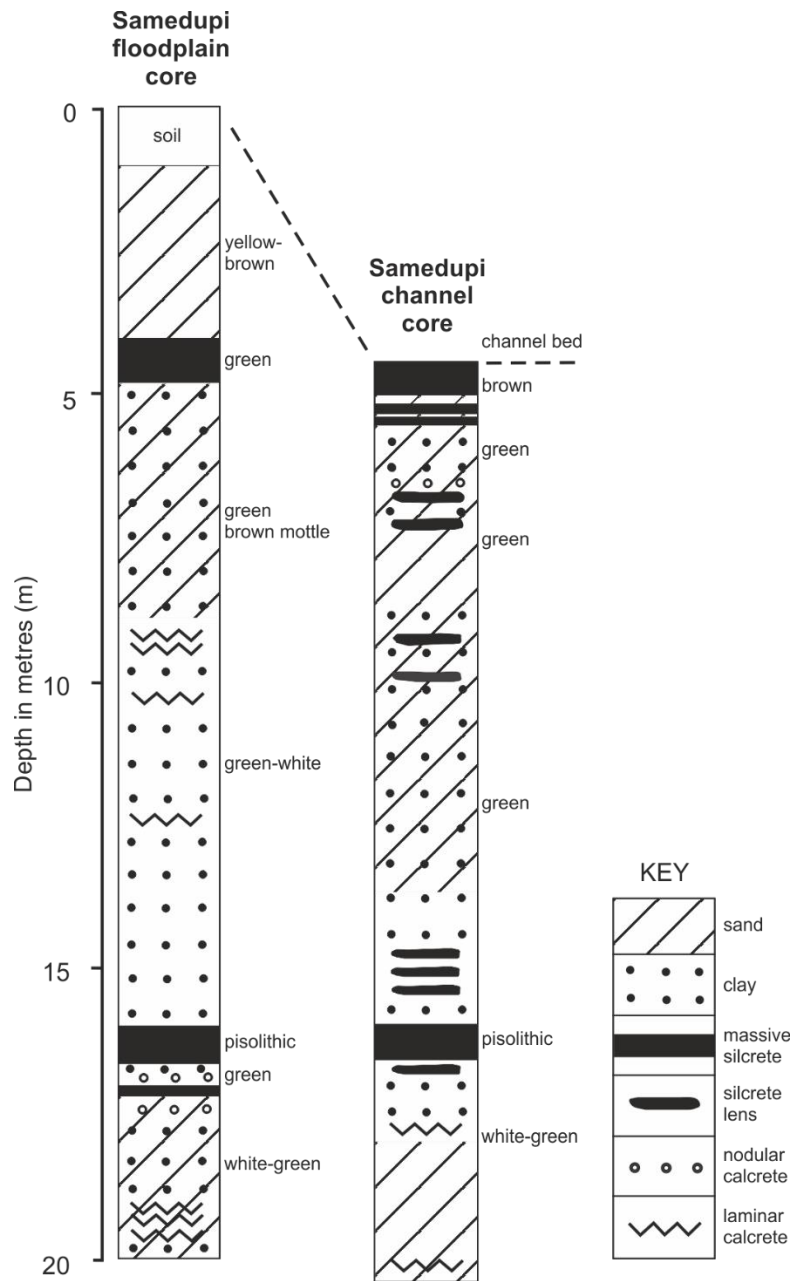 Samedupi
floodplain
core
0
soil
yellow-
brown
green
5
green
brown mottle
10
green-white
15
pisolithic
green
white-green
20
Depth in metres (m)
Samedupi
channel
core
channel bed
brown
green
green
green
pisolithic
white-green
KEY
sand
clay
massive
silcrete
silcrete
lens
nodular
calcrete
laminar
calcrete